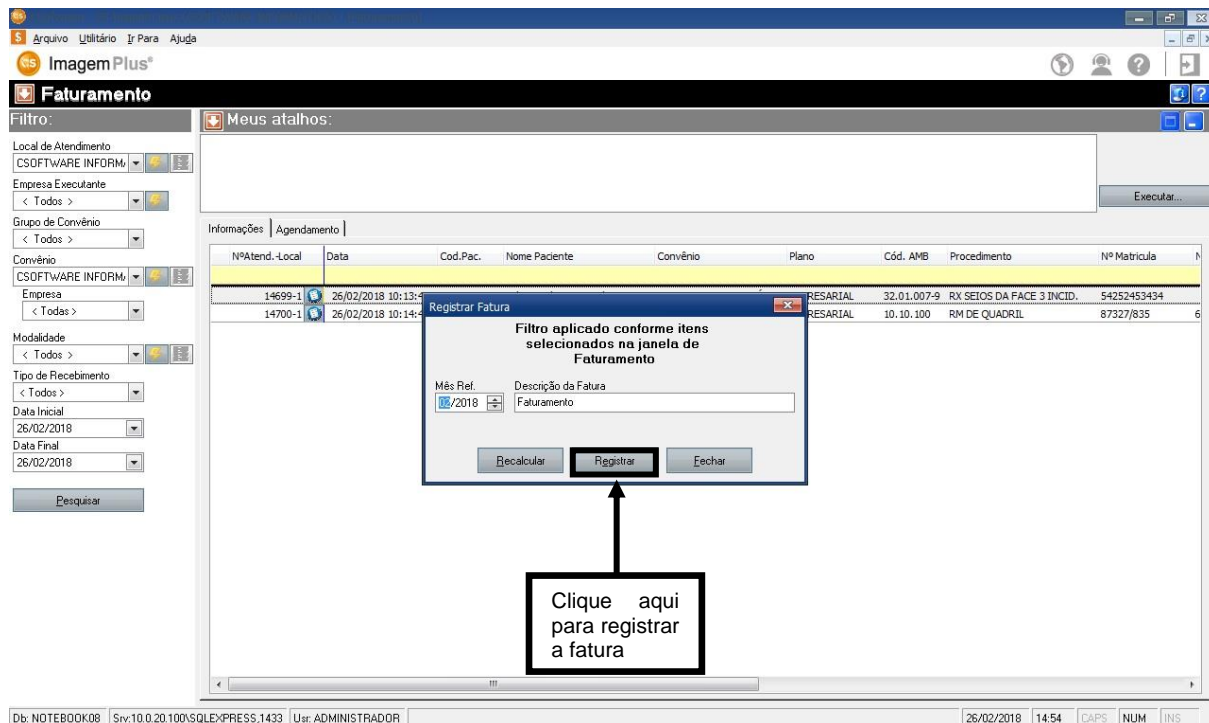 Arquivo Utilitário Ir Para Ajuda
CS ImagemPlus®
Faturamento
Filtro:
Meus atalhos:
Local de Atendimento
CSOFTWARE INFORM
Empresa Executante
< Todos >
Executar...
Grupo de Convênio
< Todos >
Informações Agendamento
Convênio
CSOFTWARE INFORM
Empresa
< Todas >
Modalidade
< Todos >
Tipo de Recebimento
< Todos >
Data Inicial
26/02/2018
Data Final
26/02/2018
Pesquisar
NºAtend.-Local Data Cod.Pac. Nome Paciente Convênio Plano Cód. AMB Procedimento Nº Matricula N
14699-1 26/02/2018 10:13:4 RESARIAL 32.01.007-9 RX SEIOS DA FACE 3 INCID. 54252453434
14700-1 26/02/2018 10:14:4 RESARIAL 10.10.100 RM DE QUADRIL 87327/835 6
Registrar Fatura
Filtro aplicado conforme itens
selecionados na janela de
Faturamento
Mês Ref. Descrição da Fatura
02/2018 Faturamento
Recalcular Registrar Fechar
Clique aqui
para registrar
a fatura
Db: NOTEBOOK08 Srv:10.0.20.100\SQLEXPRESS,1433 Usr: ADMINISTRADOR 26/02/2018 14:54 CAPS NUM INS